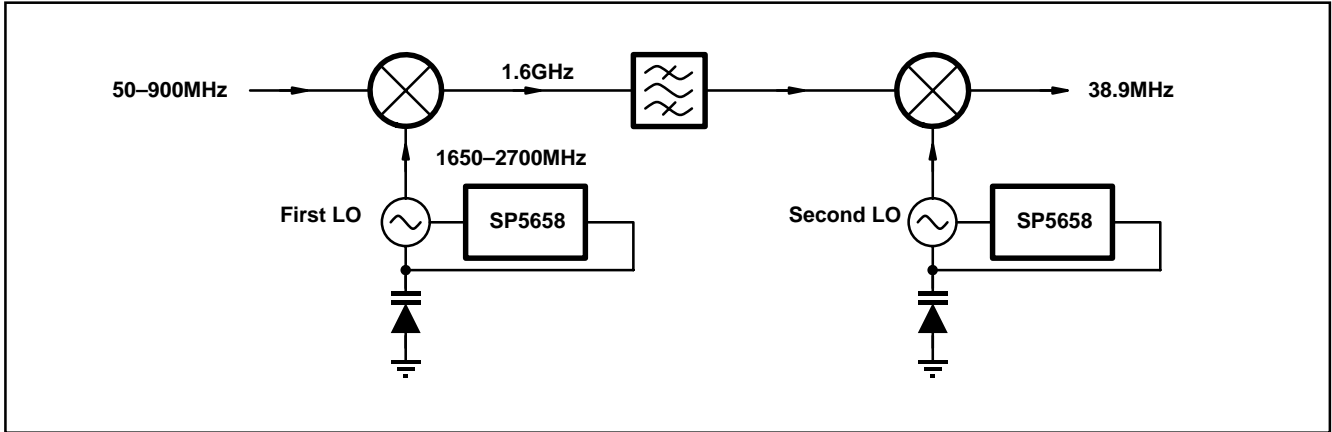 50–900MHz
1.6GHz
38.9MHz
1650–2700MHz
First LO
SP5658
Second LO
SP5658